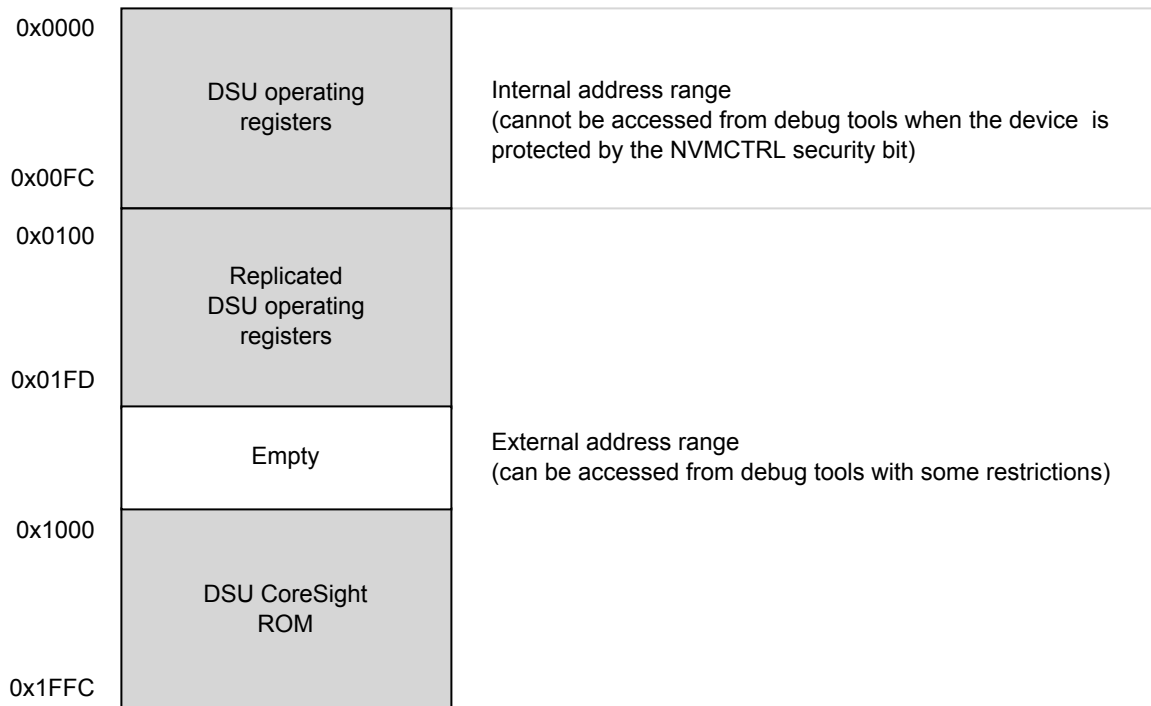 0x0000
DSU operating
registers
Internal address range
(cannot be accessed from debug tools when the device is
protected by the NVMCTRL security bit)
0x00FC
0x0100
Replicated
DSU operating
registers
0x01FD
Empty
External address range
(can be accessed from debug tools with some restrictions)
0x1000
DSU CoreSight
ROM
0x1FFC